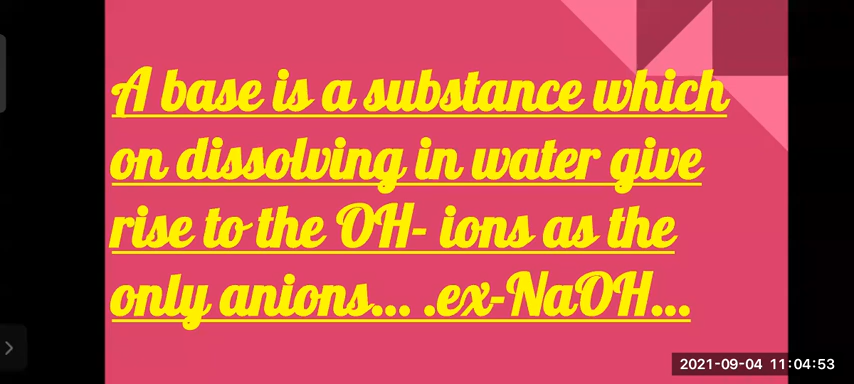 A base is a substance which
on dissolving in water give
rise to the OH- ions as the
only anions... .ex-NaOH...
2021-09-04 11:04:53